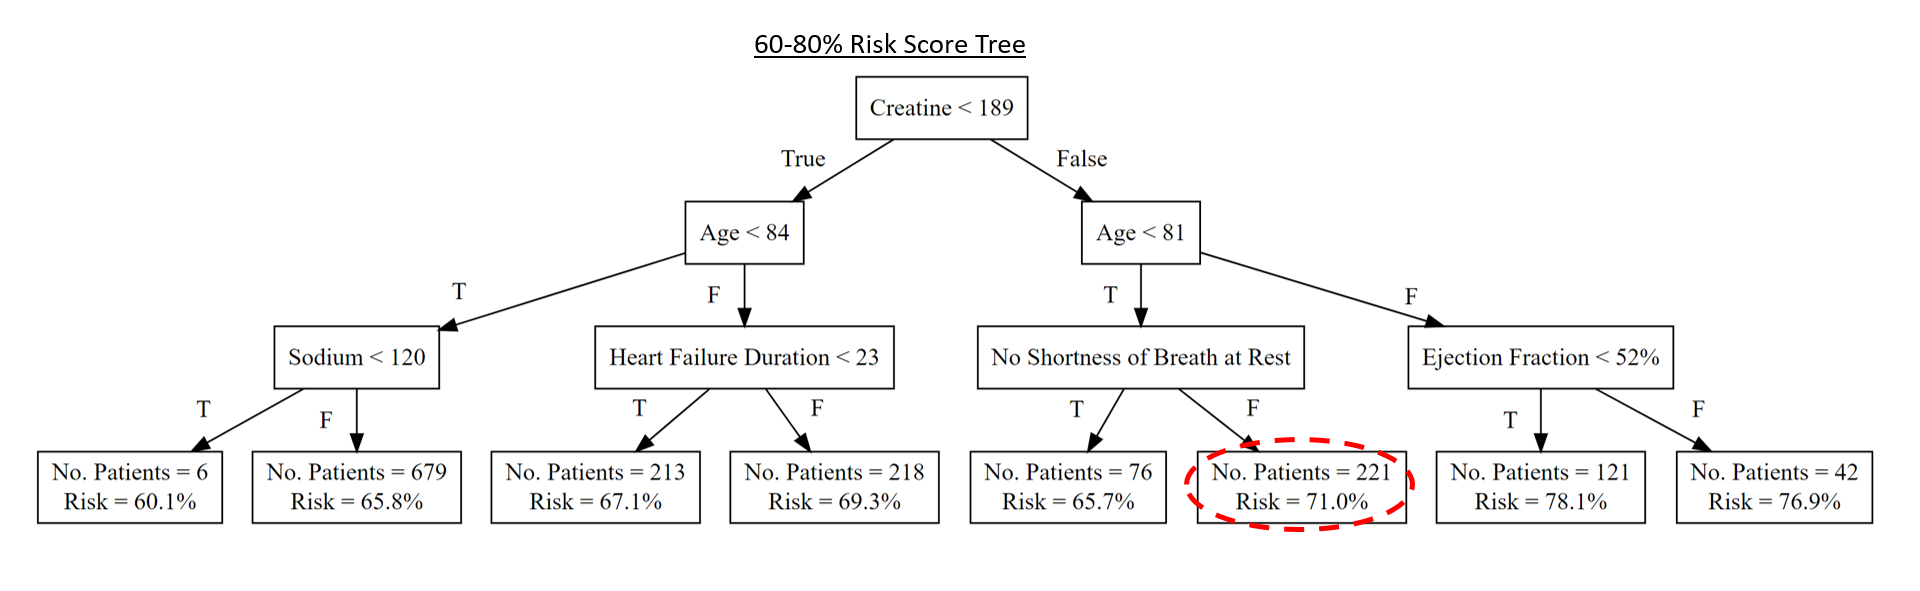 60-80% Risk Score Tree
Creatine < 189
True
False
Age < 84
Age < 81
T
F
T
F
Sodium < 120
Heart Failure Duration < 23
No Shortness of Breath at Rest
Ejection Fraction < 52%
T
F
T
F
T
F
T
F
No. Patients = 6
Risk = 60.1%
No. Patients = 679
Risk = 65.8%
No. Patients = 213
Risk = 67.1%
No. Patients = 218
Risk = 69.3%
No. Patients = 76
Risk = 65.7%
No. Patients = 221
Risk = 71.0%
No. Patients = 121
Risk = 78.1%
No. Patients = 42
Risk = 76.9%